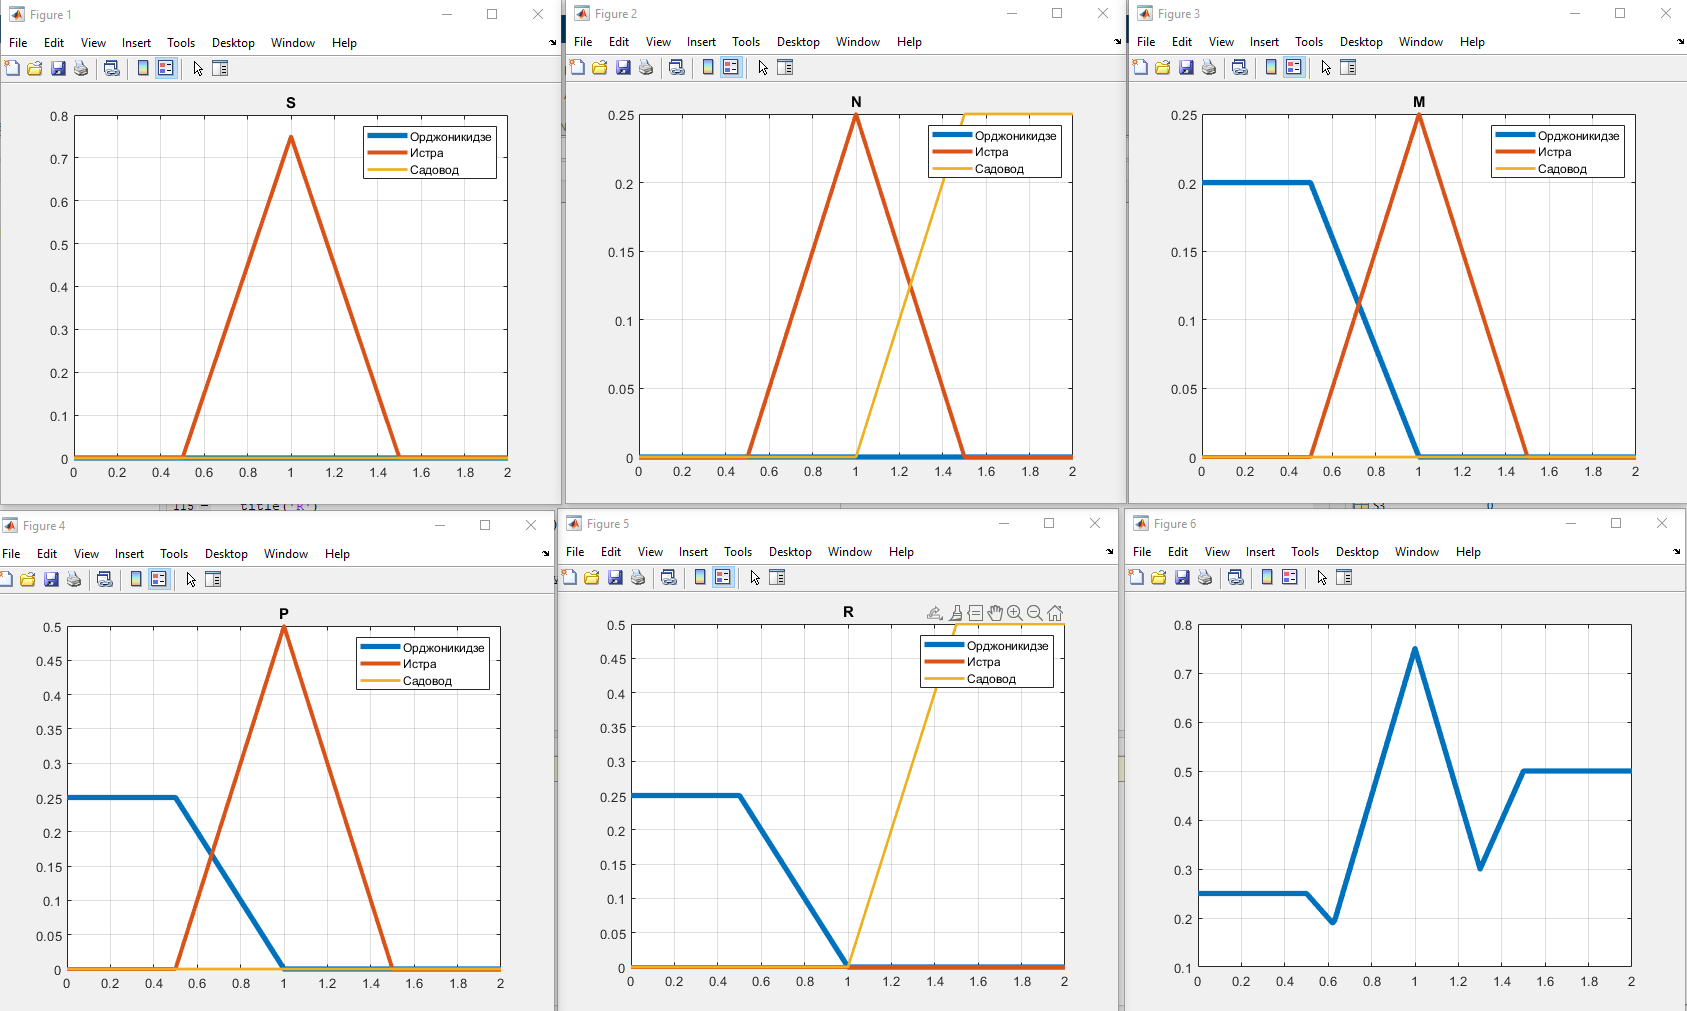 Figure 1
File Edit View Insert Tools Desktop Window Help
S
0.8
0.7
0.6
0.5
0.4
0.3
0.2
0.1
0
0 0.2 0.4 0.6 0.8 1 1.2 1.4 1.6 1.8 2
Орджоникидзе
Истра
Садовод
Figure 2
File Edit View Insert Tools Desktop Window Help
N
0.25
0.2
0.15
0.1
0.05
0
0 0.2 0.4 0.6 0.8 1 1.2 1.4 1.6 1.8 2
Орджоникидзе
Истра
Садовод
Figure 3
File Edit View Insert Tools Desktop Window Help
M
0.25
0.2
0.15
0.1
0.05
0
0 0.2 0.4 0.6 0.8 1 1.2 1.4 1.6 1.8 2
Орджоникидзе
Истра
Садовод
115 – title('R')
Figure 4
File Edit View Insert Tools Desktop Window Help
P
0.5
0.45
0.4
0.35
0.3
0.25
0.2
0.15
0.1
0.05
0
0 0.2 0.4 0.6 0.8 1 1.2 1.4 1.6 1.8 2
Орджоникидзе
Истра
Садовод
Figure 5
File Edit View Insert Tools Desktop Window Help
R
0.5
0.45
0.4
0.35
0.3
0.25
0.2
0.15
0.1
0.05
0
0 0.2 0.4 0.6 0.8 1 1.2 1.4 1.6 1.8 2
Орджоникидзе
Истра
Садовод
Figure 6
File Edit View Insert Tools Desktop Window Help
0.8
0.7
0.6
0.5
0.4
0.3
0.2
0.1
0 0.2 0.4 0.6 0.8 1 1.2 1.4 1.6 1.8 2